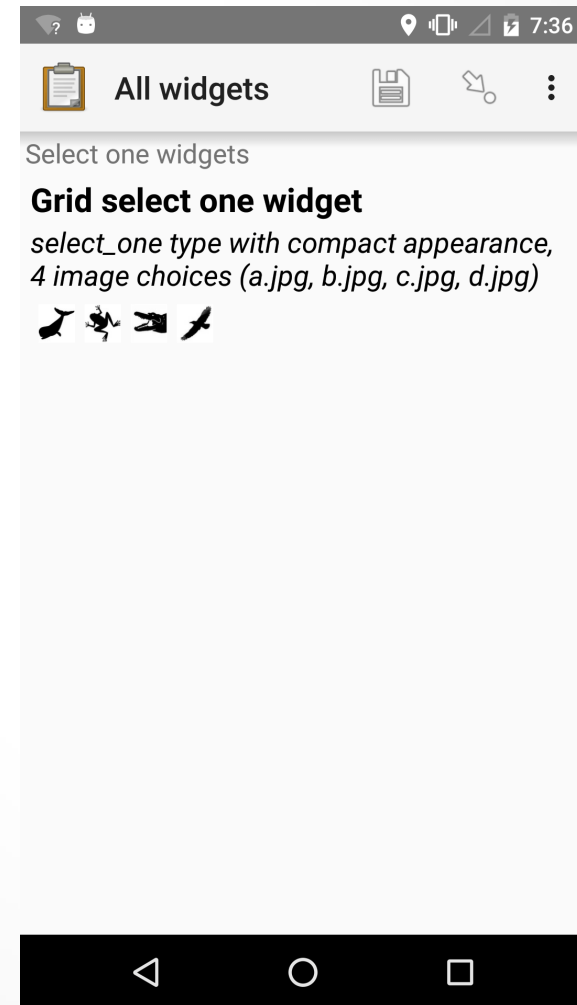 7:36
All widgets
Select one widgets
Grid select one widget
select_one type with compact appearance,
4 image choices (a.jpg, b.jpg, c.jpg, d.jpg)